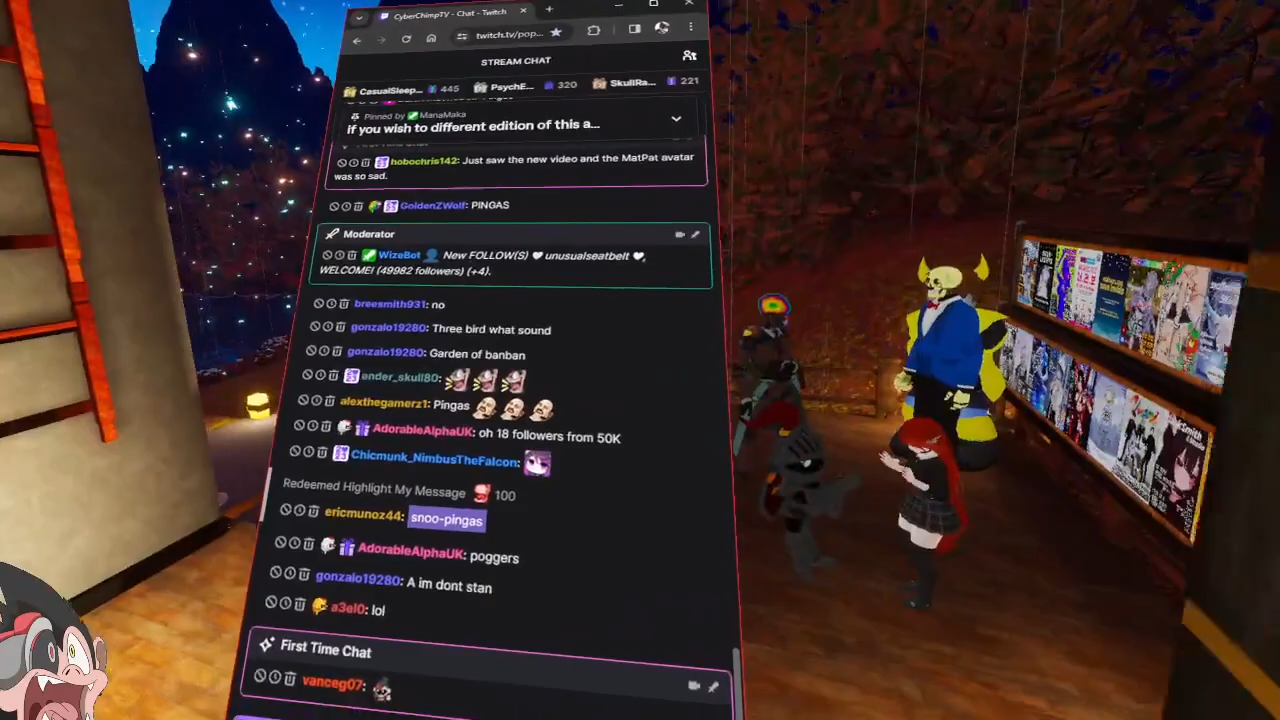 CyberChimpTV - Chat - Twitch
twitch.tv/pop...
STREAM CHAT
CasualSleep... 445 PsychE... 320 SkullRa... 221
Pinned by ManaMaka
if you wish to different edition of this a...
hobochris142: Just saw the new video and the MatPat avatar
was so sad.
GoldenZWolf: PINGAS
Moderator
WizeBot New FOLLOW(S) ❤ unusualseatbelt ❤,
WELCOME! (49982 followers) (+4).
breesmith931: no
gonzalo19280: Three bird what sound
gonzalo19280: Garden of banban
ender_skull80:
alexthegamerz1: Pingas
AdorableAlphaUK: oh 18 followers from 50K
Chicmunk_NimbusTheFalcon:
Redeemed Highlight My Message 100
ericmunoz44: snoo-pingas
AdorableAlphaUK: poggers
gonzalo19280: A im dont stan
a3el0: lol
First Time Chat
vanceg07: